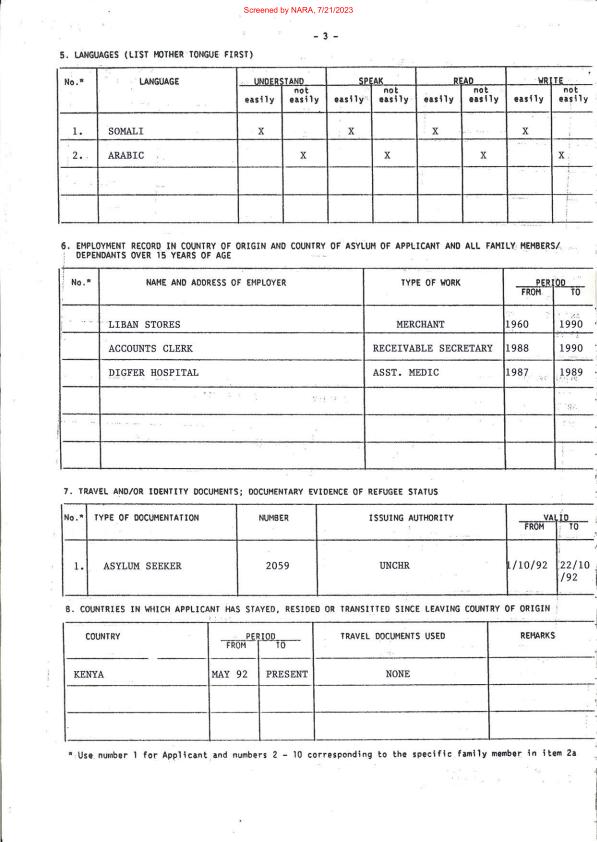 Screened by NARA, 7/21/2023
- 3 -
5. LANGUAGES (LIST MOTHER TONGUE FIRST)
No.* LANGUAGE UNDERSTAND SPEAK READ WRITE
easily not easily easily not easily easily not easily easily not easily
1. SOMALI X X X X
2. ARABIC X X X X
6. EMPLOYMENT RECORD IN COUNTRY OF ORIGIN AND COUNTRY OF ASYLUM OF APPLICANT AND ALL FAMILY MEMBERS/
DEPENDANTS OVER 15 YEARS OF AGE
No.* NAME AND ADDRESS OF EMPLOYER TYPE OF WORK PERIOD
FROM TO
LIBAN STORES MERCHANT 1960 1990
ACCOUNTS CLERK RECEIVABLE SECRETARY 1988 1990
DIGFER HOSPITAL ASST. MEDIC 1987 1989
7. TRAVEL AND/OR IDENTITY DOCUMENTS; DOCUMENTARY EVIDENCE OF REFUGEE STATUS
No.* TYPE OF DOCUMENTATION NUMBER ISSUING AUTHORITY VALID
FROM TO
1. ASYLUM SEEKER 2059 UNCHR 1/10/92 22/10
/92
8. COUNTRIES IN WHICH APPLICANT HAS STAYED, RESIDED OR TRANSITTED SINCE LEAVING COUNTRY OF ORIGIN
COUNTRY PERIOD TRAVEL DOCUMENTS USED REMARKS
FROM TO
KENYA MAY 92 PRESENT NONE
* Use number 1 for Applicant and numbers 2 - 10 corresponding to the specific family member in item 2a